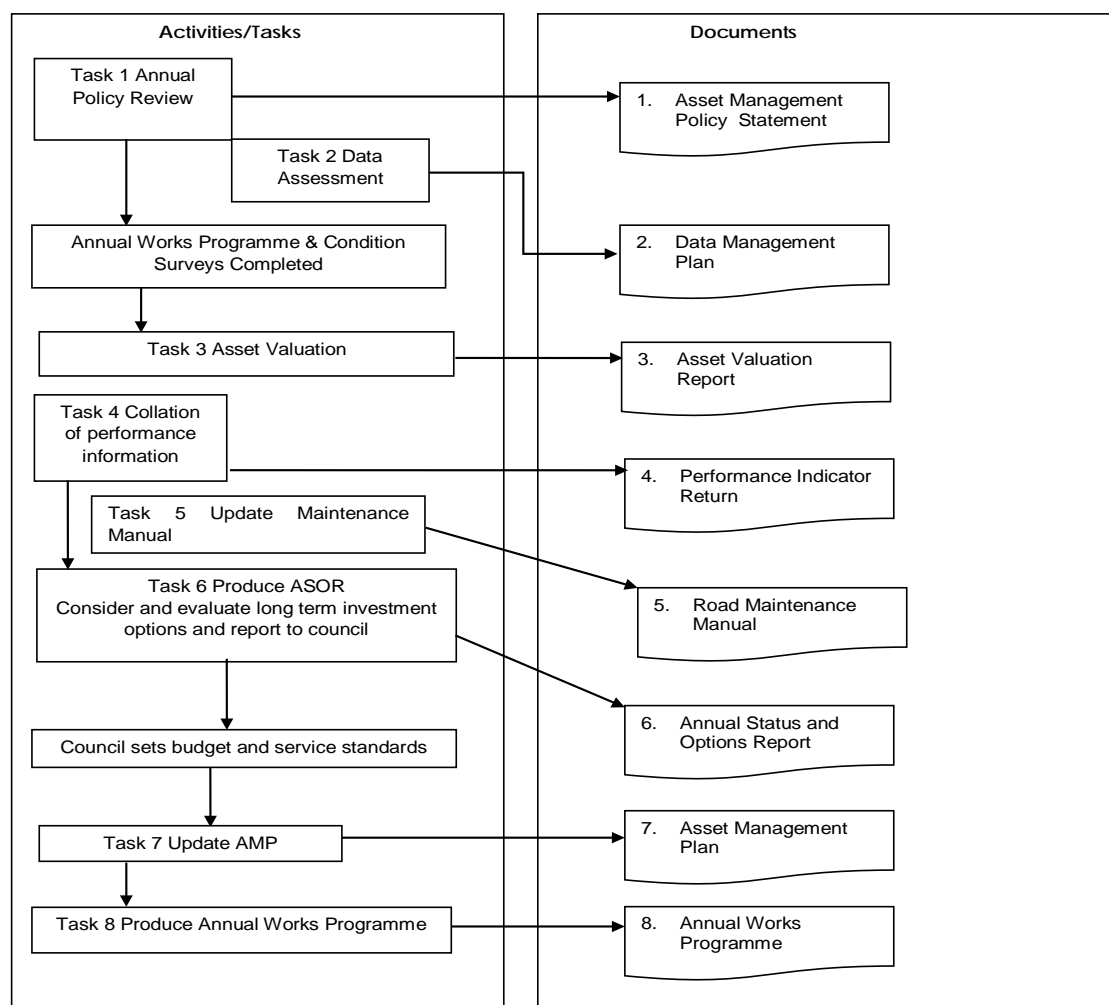 Activities/Tasks
Task 1 Annual
Policy Review
Task 2 Data
Assessment
Annual Works Programme & Condition
Surveys Completed
Task 3 Asset Valuation
Task 4 Collation
of performance
information
Task 5 Update Maintenance
Manual
Task 6 Produce ASOR
Consider and evaluate long term investment
options and report to council
Council sets budget and service standards
Task 7 Update AMP
Task 8 Produce Annual Works Programme
Documents
1. Asset Management
Policy Statement
2. Data Management
Plan
3. Asset Valuation
Report
4. Performance Indicator
Return
5. Road Maintenance
Manual
6. Annual Status and
Options Report
7. Asset Management
Plan
8. Annual Works
Programme